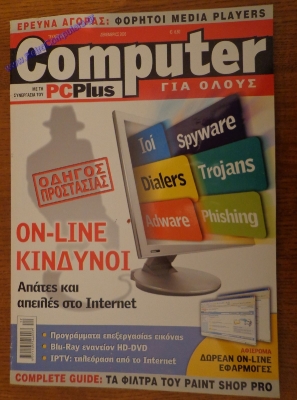 ΕΡΕΥΝΑ ΑΓΟΡΑΣ: ΦΟΡΗΤΟΙ MEDIA PLAYERS
Computer
ΜΕ ΤΗ
ΣΥΝΕΡΓΑΣΙΑ ΤΟΥ
PCPlus
ΓΙΑ ΟΛΟΥΣ
Ιοί
Spyware
Dialers
Trojans
Adware
Phishing
ΟΔΗΓΟΣ
ΠΡΟΣΤΑΣΙΑΣ
ON-LINE
ΚΙΝΔΥΝΟΙ
Απάτες και
απειλές στο Internet
Προγράμματα επεξεργασίας εικόνας
Blu-Ray εναντίον HD-DVD
IPTV: τηλεόραση από το Internet
ΑΦΙΕΡΩΜΑ
ΔΩΡΕΑΝ ON-LINE
ΕΦΑΡΜΟΓΕΣ
COMPLETE GUIDE: ΤΑ ΦΙΛΤΡΑ ΤΟΥ PAINT SHOP PRO